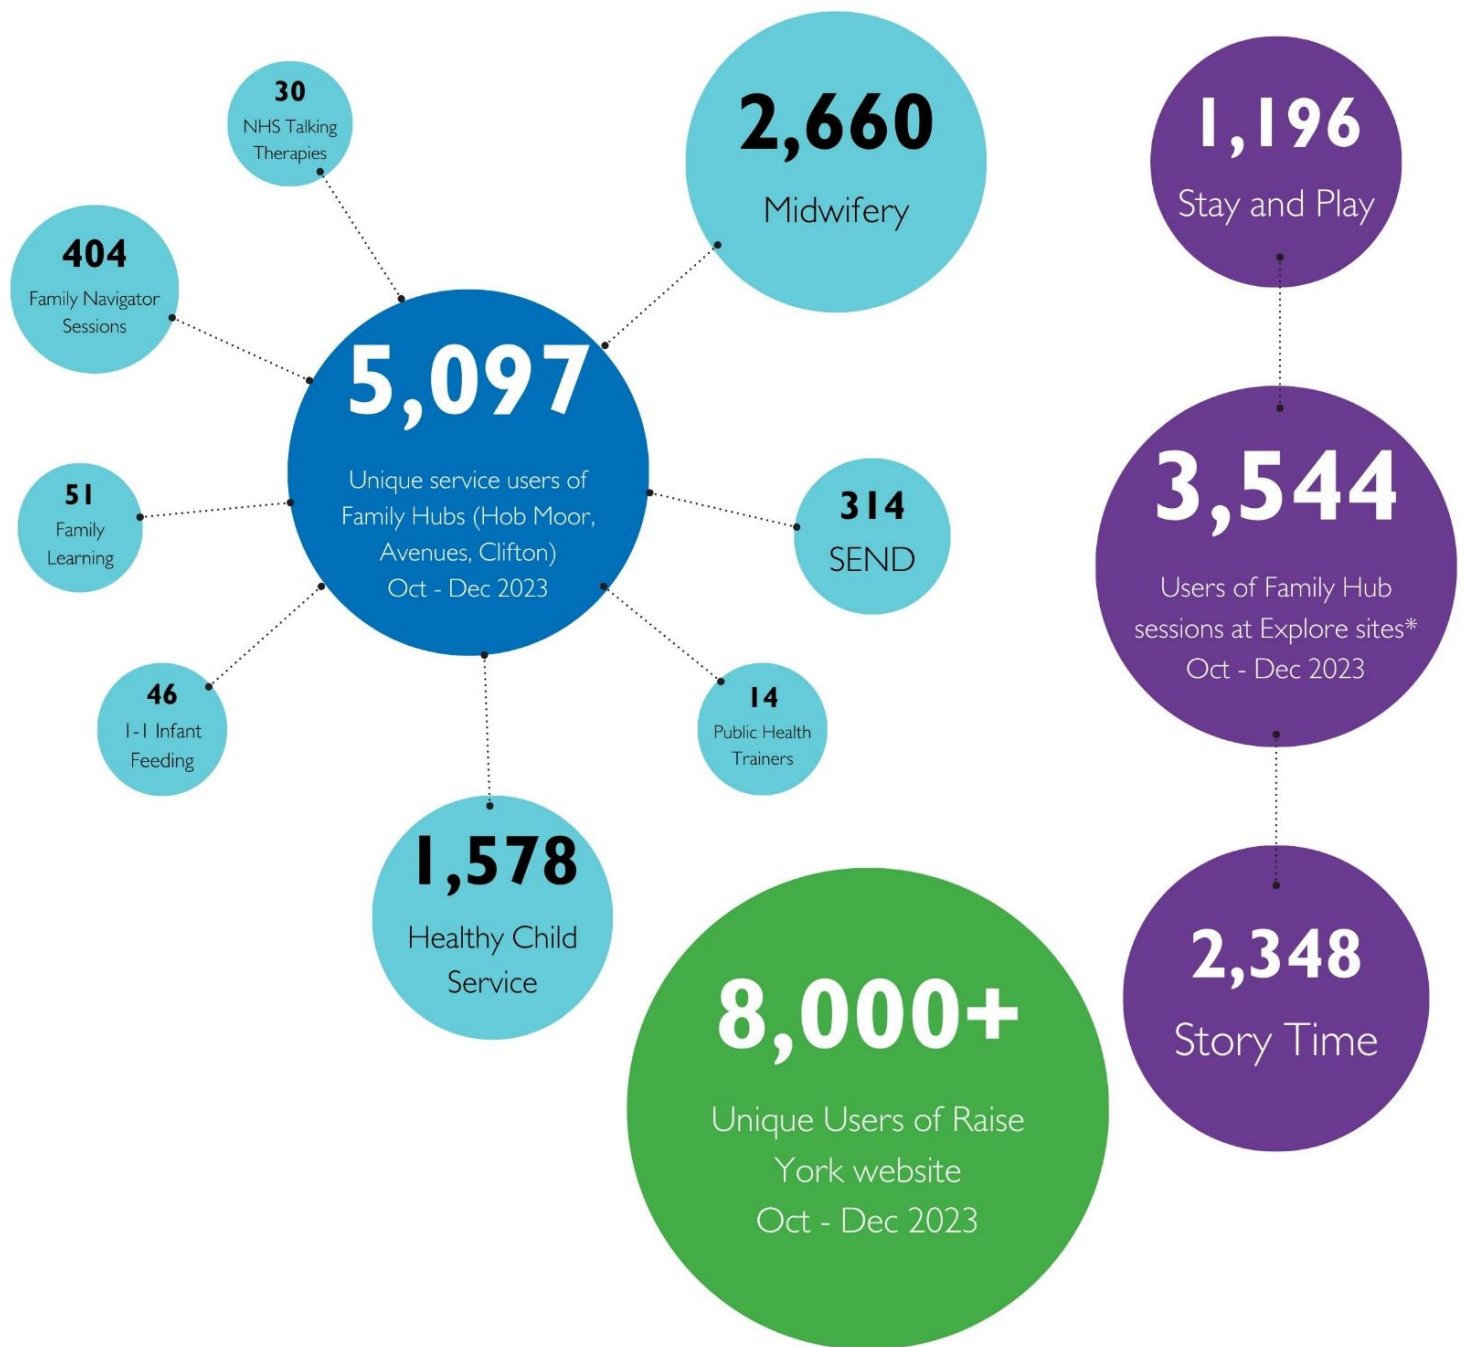 30
NHS Talking
Therapies
404
Family Navigator
Sessions
51
Family
Learning
46
1-1 Infant
Feeding
5,097
Unique service users of
Family Hubs (Hob Moor,
Avenues, Clifton)
Oct - Dec 2023
2,660
Midwifery
314
SEND
14
Public Health
Trainers
1,578
Healthy Child
Service
8,000+
Unique Users of Raise
York website
Oct - Dec 2023
1,196
Stay and Play
3,544
Users of Family Hub
sessions at Explore sites*
Oct - Dec 2023
2,348
Story Time